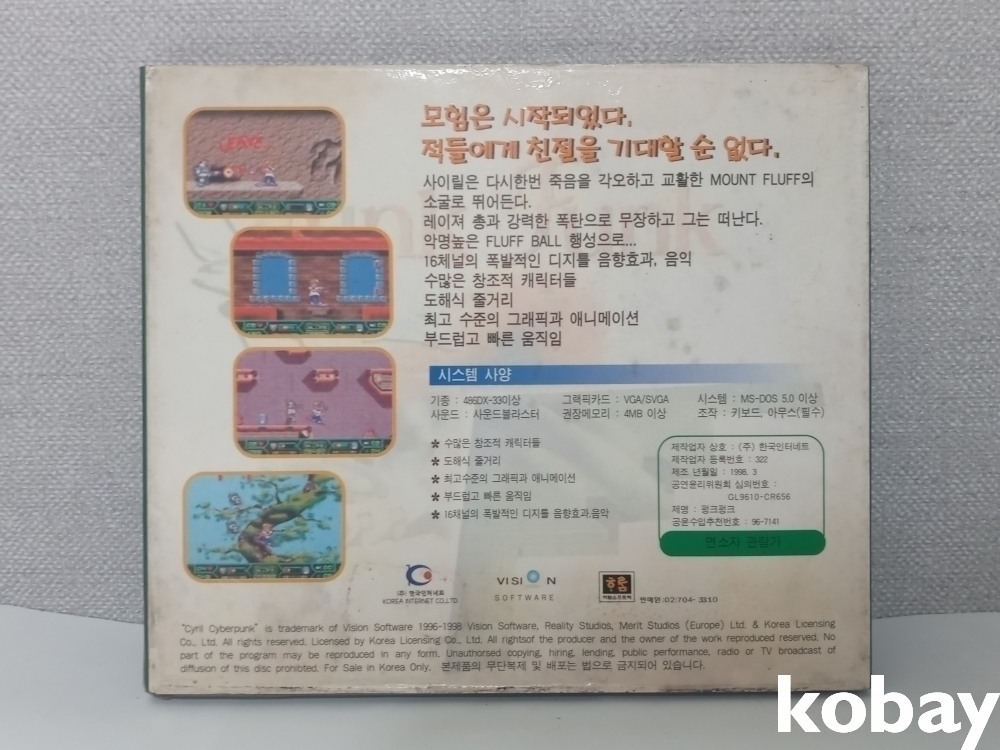 LEAVE
모험은 시작되었다.
적들에게 친절을 기대할 순 없다.
사이릴은 다시한번 죽음을 각오하고 교활한 MOUNT FLUFF의
소굴로 뛰어든다.
레이져 총과 강력한 폭탄으로 무장하고 그는 떠난다.
악명높은 FLUFF BALL 행성으로...
16체널의 폭발적인 디지틀 음향효과, 음악
수많은 창조적 캐릭터들
도해식 줄거리
최고 수준의 그래픽과 애니메이션
부드럽고 빠른 움직임
시스템 사양
기종 : 486DX-33이상 그래픽카드 : VGA/SVGA 시스템 : MS-DOS 5.0 이상
사운드 : 사운드블라스터 권장메모리 : 4MB 이상 조작 : 키보드, 마우스(필수)
* 수많은 창조적 캐릭터들
* 도해식 줄거리
* 최고수준의 그래픽과 애니메이션
* 부드럽고 빠른 움직임
* 16채널의 폭발적인 디지틀 음향효과.음악
제작업자 상호 : (주) 한국인터네트
제작업자 등록번호 : 322
제조 년월일 : 1998. 3
공연윤리위원회 심의번호 :
GL9610-CR656
제명 : 펑크펑크
공윤수입추천번호 : 96-7141
연소자 관람가
(주) 한국인터네트
KOREA INTERNET CO.,LTD.
VISION
SOFTWARE
판매원:02)704-3310
"Cyril Cyberpunk" is trademark of Vision Software 1996-1998 Vision Software, Reality Studios, Merit Studios (Europe) Ltd. & Korea Licensing
Co., Ltd. All rights reserved. Licensed by Korea Licensing Co., Ltd. All rightsof the producer and the owner of the work reproduced reserved. No
part of the program may be reproduced in any form. Unauthorsed copying, hiring, lending, public performance, radio or TV broadcast of
diffusion of this disc prohibted. For Sale in Korea Only. 본제품의 무단복제 및 배포는 법으로 금지되어 있습니다.
kobay